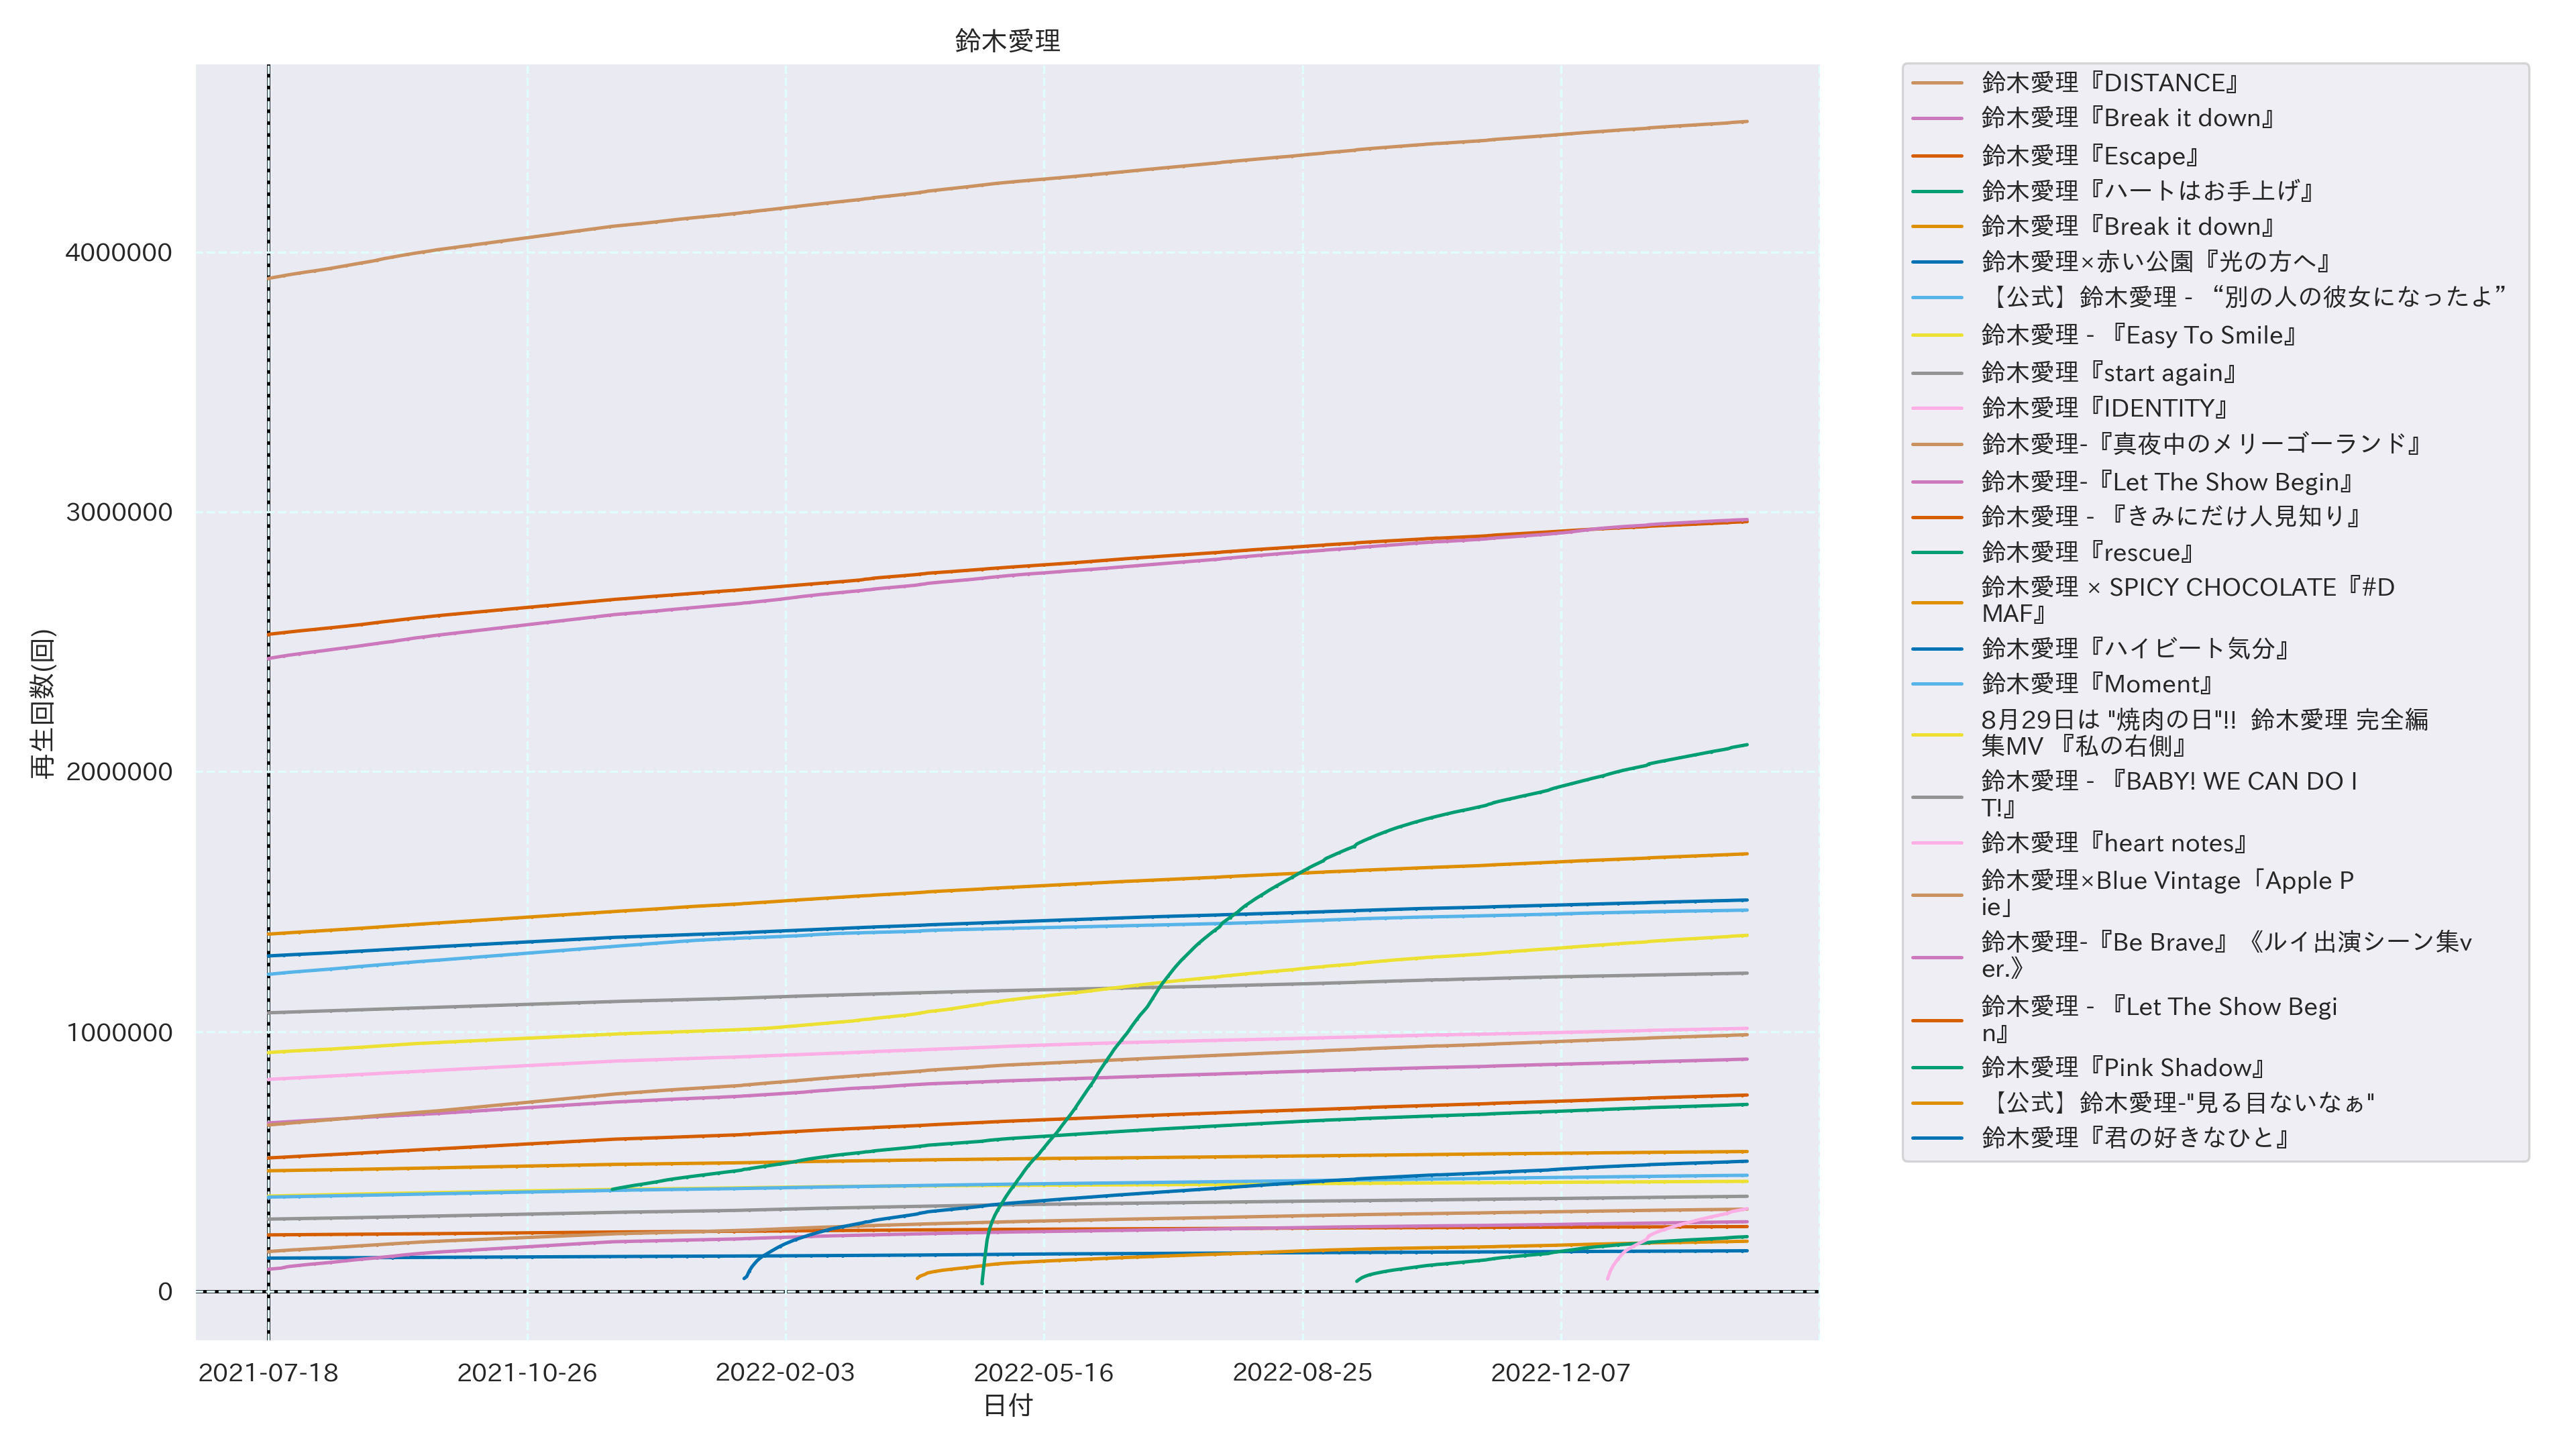 鈴木愛理
再生回数(回)
4000000
3000000
2000000
1000000
0
2021-07-18
2021-10-26
2022-02-03
2022-05-16
2022-08-25
2022-12-07
日付
鈴木愛理『DISTANCE』
鈴木愛理『Break it down』
鈴木愛理『Escape』
鈴木愛理『ハートはお手上げ』
鈴木愛理『Break it down』
鈴木愛理×赤い公園『光の方へ』
【公式】鈴木愛理 - “別の人の彼女になったよ”
鈴木愛理 - 『Easy To Smile』
鈴木愛理『start again』
鈴木愛理『IDENTITY』
鈴木愛理-『真夜中のメリーゴーランド』
鈴木愛理-『Let The Show Begin』
鈴木愛理 - 『きみにだけ人見知り』
鈴木愛理『rescue』
鈴木愛理 × SPICY CHOCOLATE『#D
MAF』
鈴木愛理『ハイビート気分』
鈴木愛理『Moment』
8月29日は "焼肉の日"!! 鈴木愛理 完全編
集MV 『私の右側』
鈴木愛理 - 『BABY! WE CAN DO I
T!』
鈴木愛理『heart notes』
鈴木愛理×Blue Vintage「Apple P
ie」
鈴木愛理-『Be Brave』《ルイ出演シーン集v
er.》
鈴木愛理 - 『Let The Show Begi
n』
鈴木愛理『Pink Shadow』
【公式】鈴木愛理-"見る目ないなぁ"
鈴木愛理『君の好きなひと』